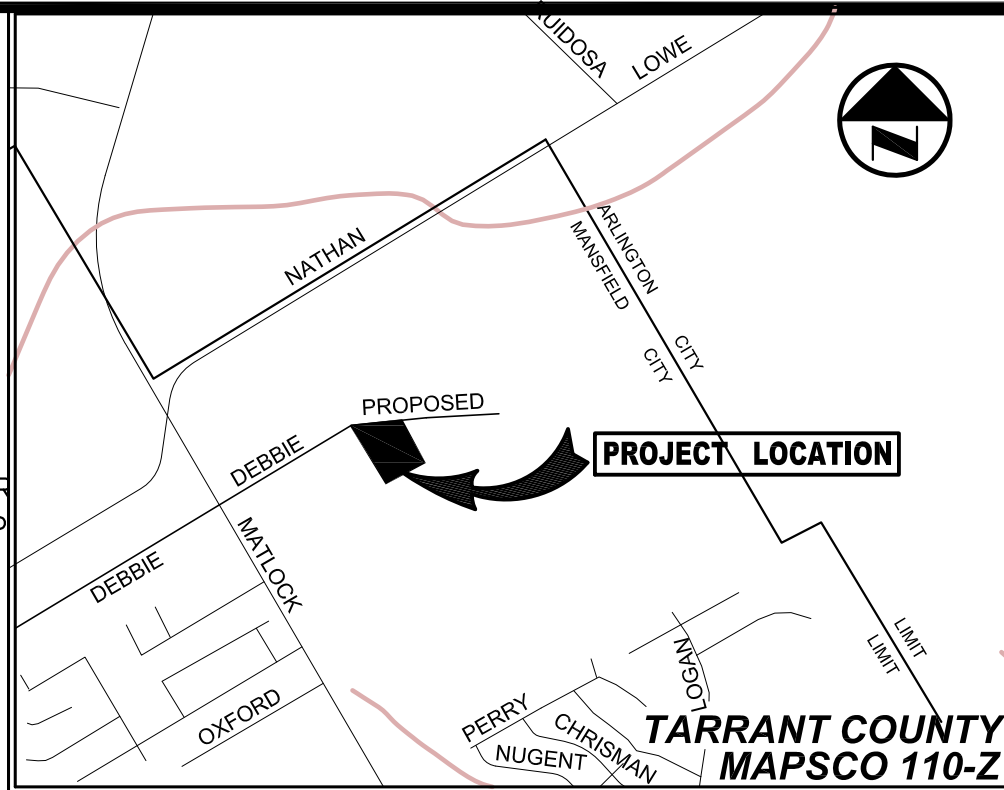 RUIDOSA
LOWE
N
NATHAN
ARLINGTON
MANSFIELD
CITY
CITY
PROPOSED
DEBBIE
PROJECT LOCATION
MATLOCK
DEBBIE
LIMIT
LIMIT
LOGAN
OXFORD
PERRY
CHRISMAN
NUGENT
TARRANT COUNTY
MAPSCO 110-Z